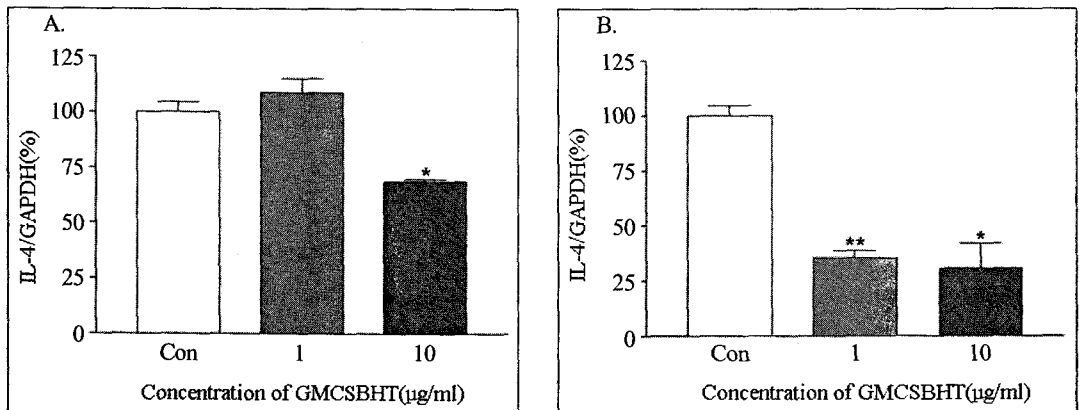 A.
125
100
75
50
25
0
IL-4/GAPDH(%)
*
Con 1 10
Concentration of GMCSBHT(µg/ml)
B.
125
100
75
50
25
0
IL-4/GAPDH(%)
**
*
Con 1 10
Concentration of GMCSBHT(µg/ml)